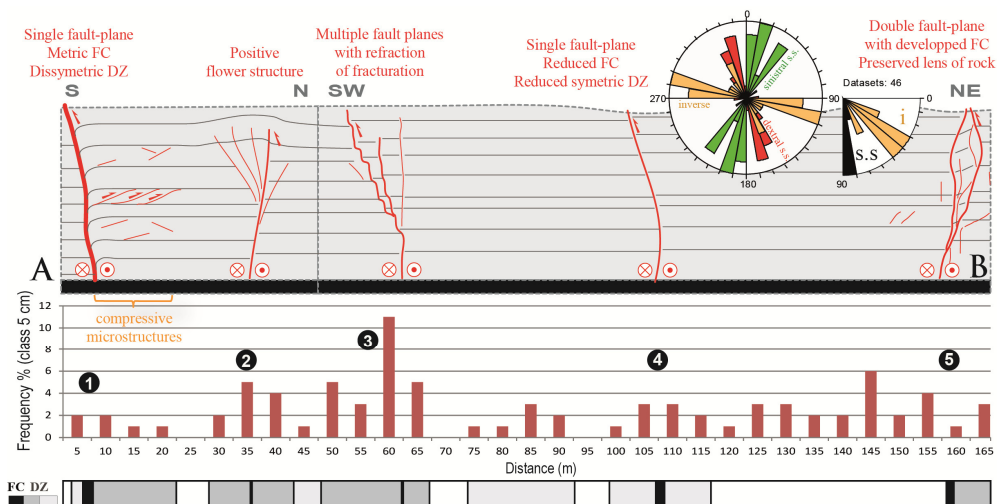 Single fault-plane
Metric FC
Dissymetric DZ
Positive
flower structure
Multiple fault planes
with refraction
of fracturation
Single fault-plane
Reduced FC
Reduced symetric DZ
Double fault-plane
with developped FC
Preserved lens of rock
S
N
SW
NE
0
270
90
180
sinistral s.s.
inverse
dextral s.s.
Datasets: 46
0
i
s.s
90
A
B
compressive
microstructures
Frequency % (class 5 cm)
12
10
8
6
4
2
0
1
2
3
4
5
5 10 15 20 25 30 35 40 45 50 55 60 65 70 75 80 85 90 95 100 105 110 115 120 125 130 135 140 145 150 155 160 165
Distance (m)
FC DZ